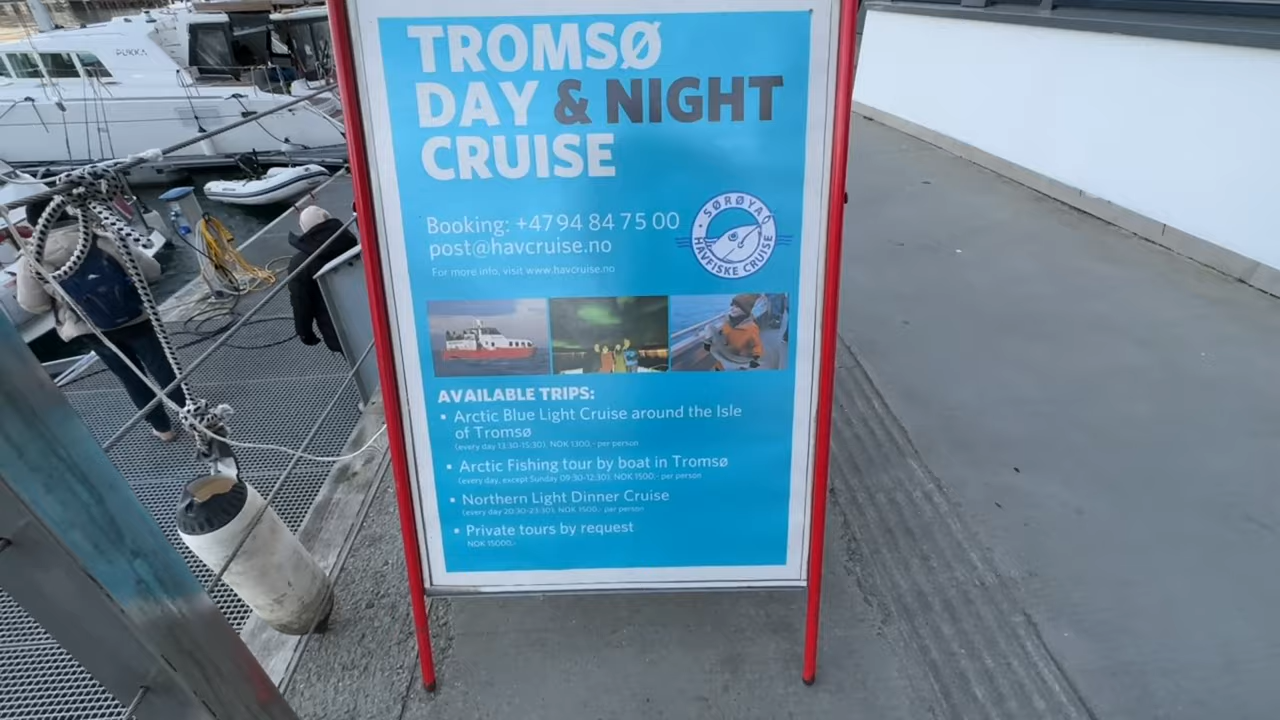 PUKKA
TROMSØ
DAY & NIGHT
CRUISE
Booking: +47 94 84 75 00
post@havcruise.no
For more info, visit www.havcruise.no
SØRØYA
HAVFISKE CRUISE
AVAILABLE TRIPS:
• Arctic Blue Light Cruise around the Isle
of Tromsø
(every day 13:30-15:30), NOK 1300,- per person
• Arctic Fishing tour by boat in Tromsø
(every day, except Sunday 09:30-12:30), NOK 1500,- per person
• Northern Light Dinner Cruise
(every day 20:30-23:30), NOK 1500,- per person
• Private tours by request
NOK 15000,-